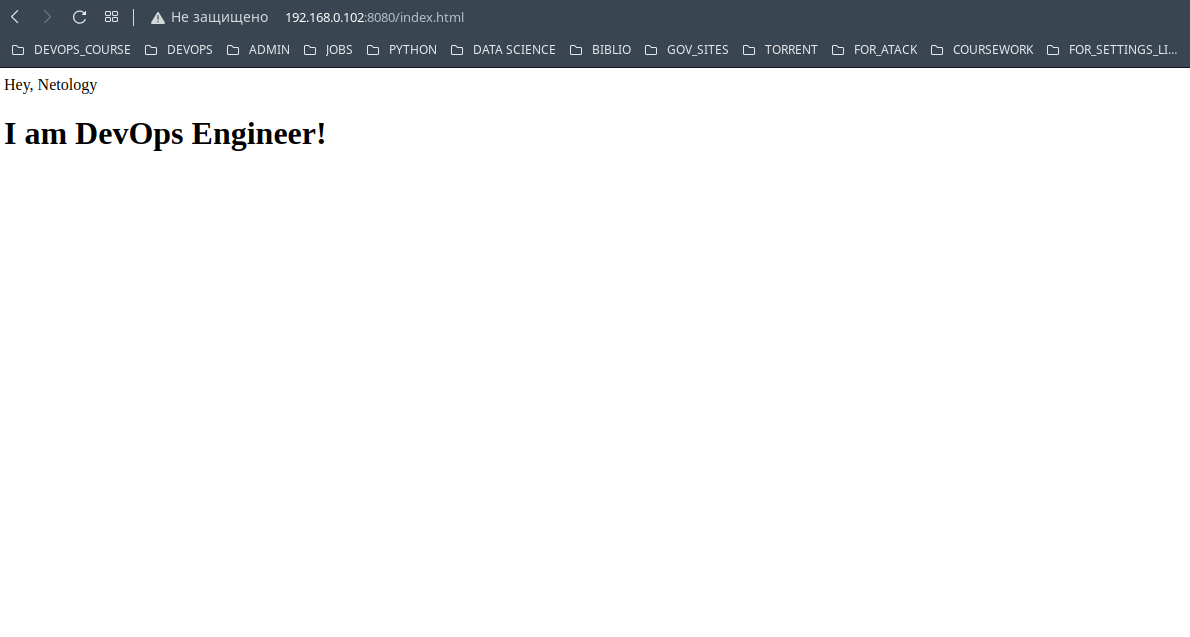 Не защищено 192.168.0.102:8080/index.html
DEVOPS_COURSE DEVOPS ADMIN JOBS PYTHON DATA SCIENCE BIBLIO GOV_SITES TORRENT FOR_ATACK COURSEWORK FOR_SETTINGS_LI...
Hey, Netology
I am DevOps Engineer!